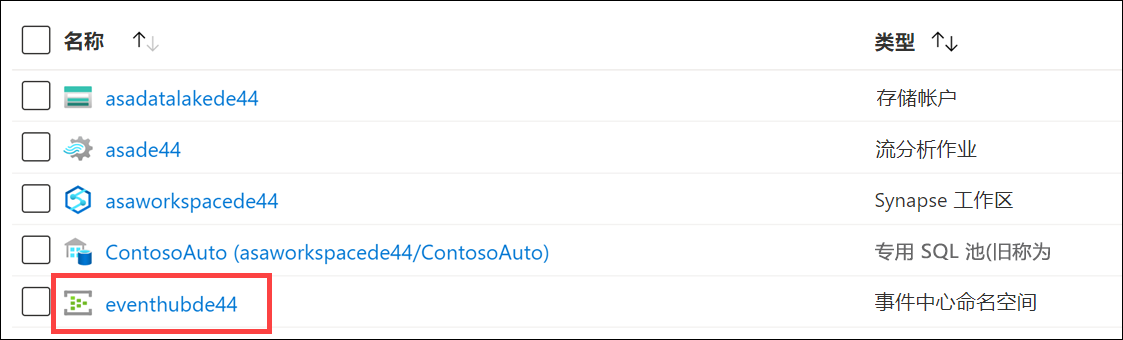 名称 类型
asadatalakede44 存储帐户
asade44 流分析作业
asaworkspacede44 Synapse 工作区
ContosoAuto (asaworkspacede44/ContosoAuto) 专用 SQL 池(旧称为
eventhubde44 事件中心命名空间